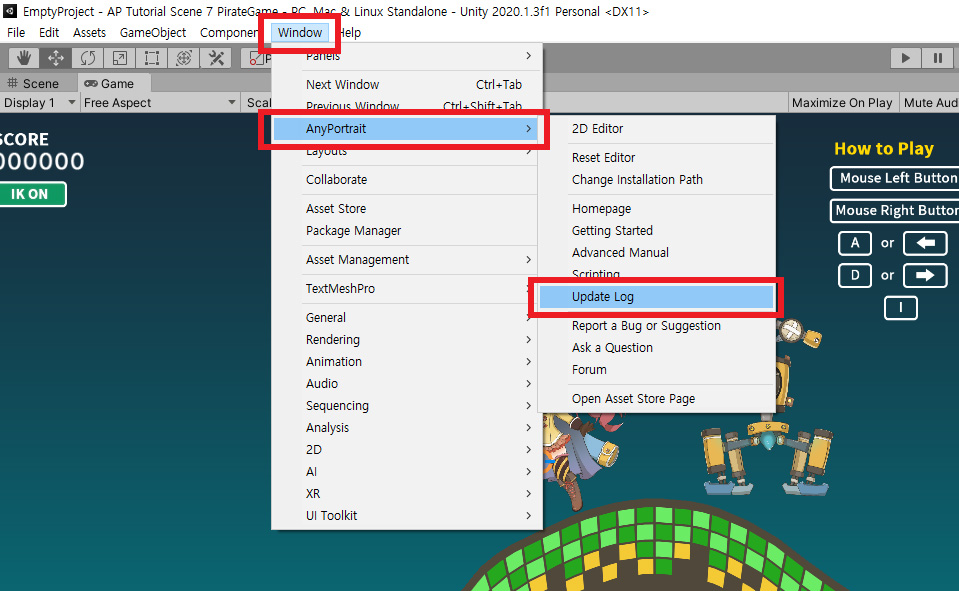 EmptyProject - AP Tutorial Scene 7 PirateGame - PC, Mac & Linux Standalone - Unity 2020.1.3f1 Personal <DX11>
File Edit Assets GameObject Componen Window Help
Scene Game
Display 1 Free Aspect Scal Maximize On Play Mute Aud
SCORE
000000
IK ON
Panels
Next Window Ctrl+Tab
Previous Window Ctrl+Shift+Tab
AnyPortrait
Layouts
Collaborate
Asset Store
Package Manager
Asset Management
TextMeshPro
General
Rendering
Animation
Audio
Sequencing
Analysis
2D
AI
XR
UI Toolkit
2D Editor
Reset Editor
Change Installation Path
Homepage
Getting Started
Advanced Manual
Scripting
Update Log
Report a Bug or Suggestion
Ask a Question
Forum
Open Asset Store Page
How to Play
Mouse Left Button
Mouse Right Button
A or
D or
I